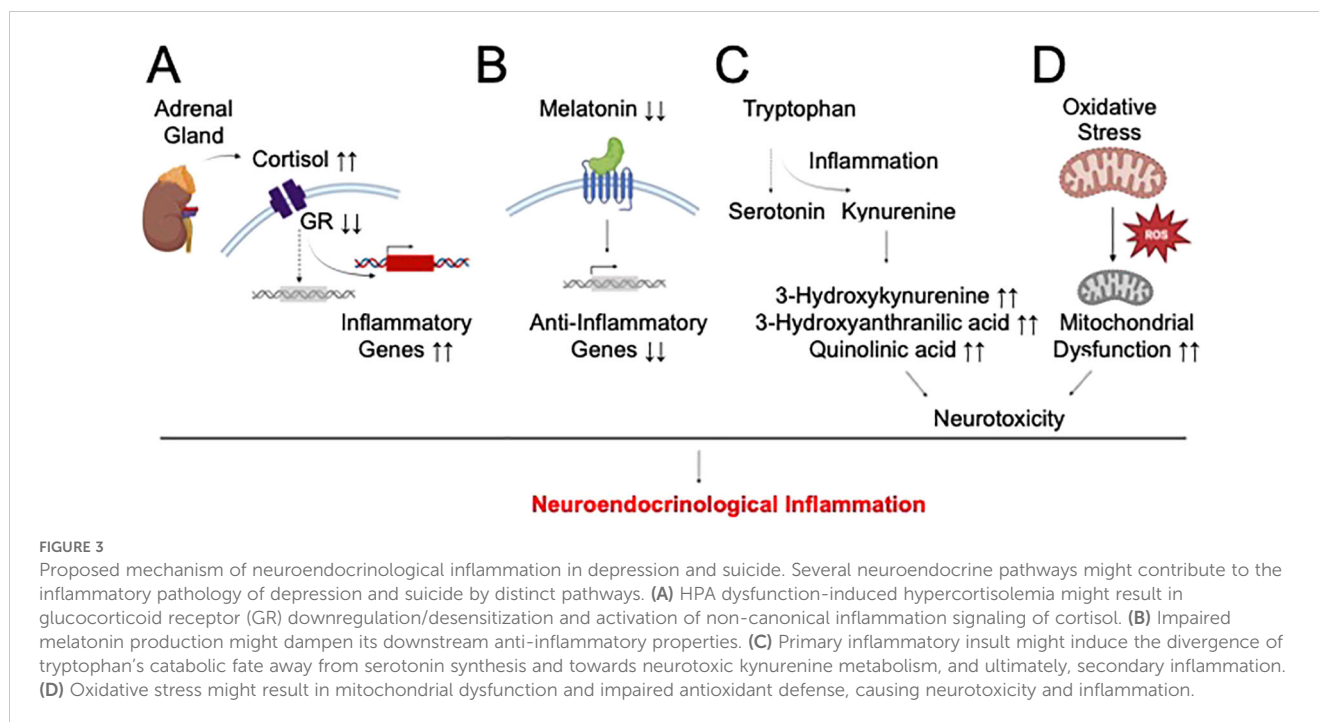 A
Adrenal
Gland
Cortisol ↑↑
GR ↓↓
Inflammatory
Genes ↑↑
B
Melatonin ↓↓
Anti-Inflammatory
Genes ↓↓
C
Tryptophan
Inflammation
Serotonin Kynurenine
3-Hydroxykynurenine ↑↑
3-Hydroxyanthranilic acid ↑↑
Quinolinic acid ↑↑
D
Oxidative
Stress
ROS
Mitochondrial
Dysfunction ↑↑
Neurotoxicity
Neuroendocrinological Inflammation
FIGURE 3
Proposed mechanism of neuroendocrinological inflammation in depression and suicide. Several neuroendocrine pathways might contribute to the
inflammatory pathology of depression and suicide by distinct pathways. (A) HPA dysfunction-induced hypercortisolemia might result in
glucocorticoid receptor (GR) downregulation/desensitization and activation of non-canonical inflammation signaling of cortisol. (B) Impaired
melatonin production might dampen its downstream anti-inflammatory properties. (C) Primary inflammatory insult might induce the divergence of
tryptophan's catabolic fate away from serotonin synthesis and towards neurotoxic kynurenine metabolism, and ultimately, secondary inflammation.
(D) Oxidative stress might result in mitochondrial dysfunction and impaired antioxidant defense, causing neurotoxicity and inflammation.